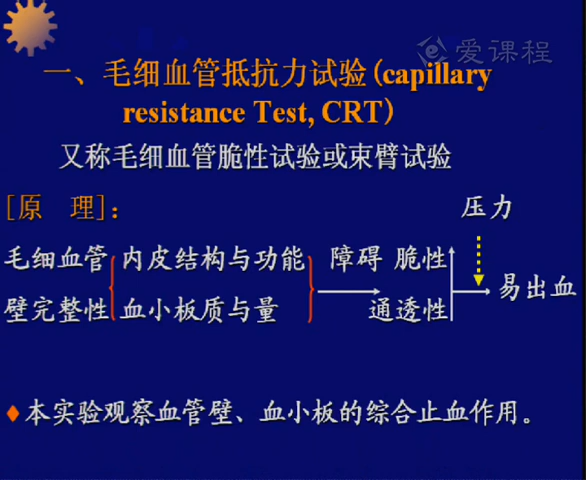 爱课程
一、毛细血管抵抗力试验(capillary
resistance Test, CRT)
又称毛细血管脆性试验或束臂试验
[原 理]：
压力
毛细血管 内皮结构与功能 障碍 脆性
易出血
壁完整性 血小板质与量 通透性
本实验观察血管壁、血小板的综合止血作用。